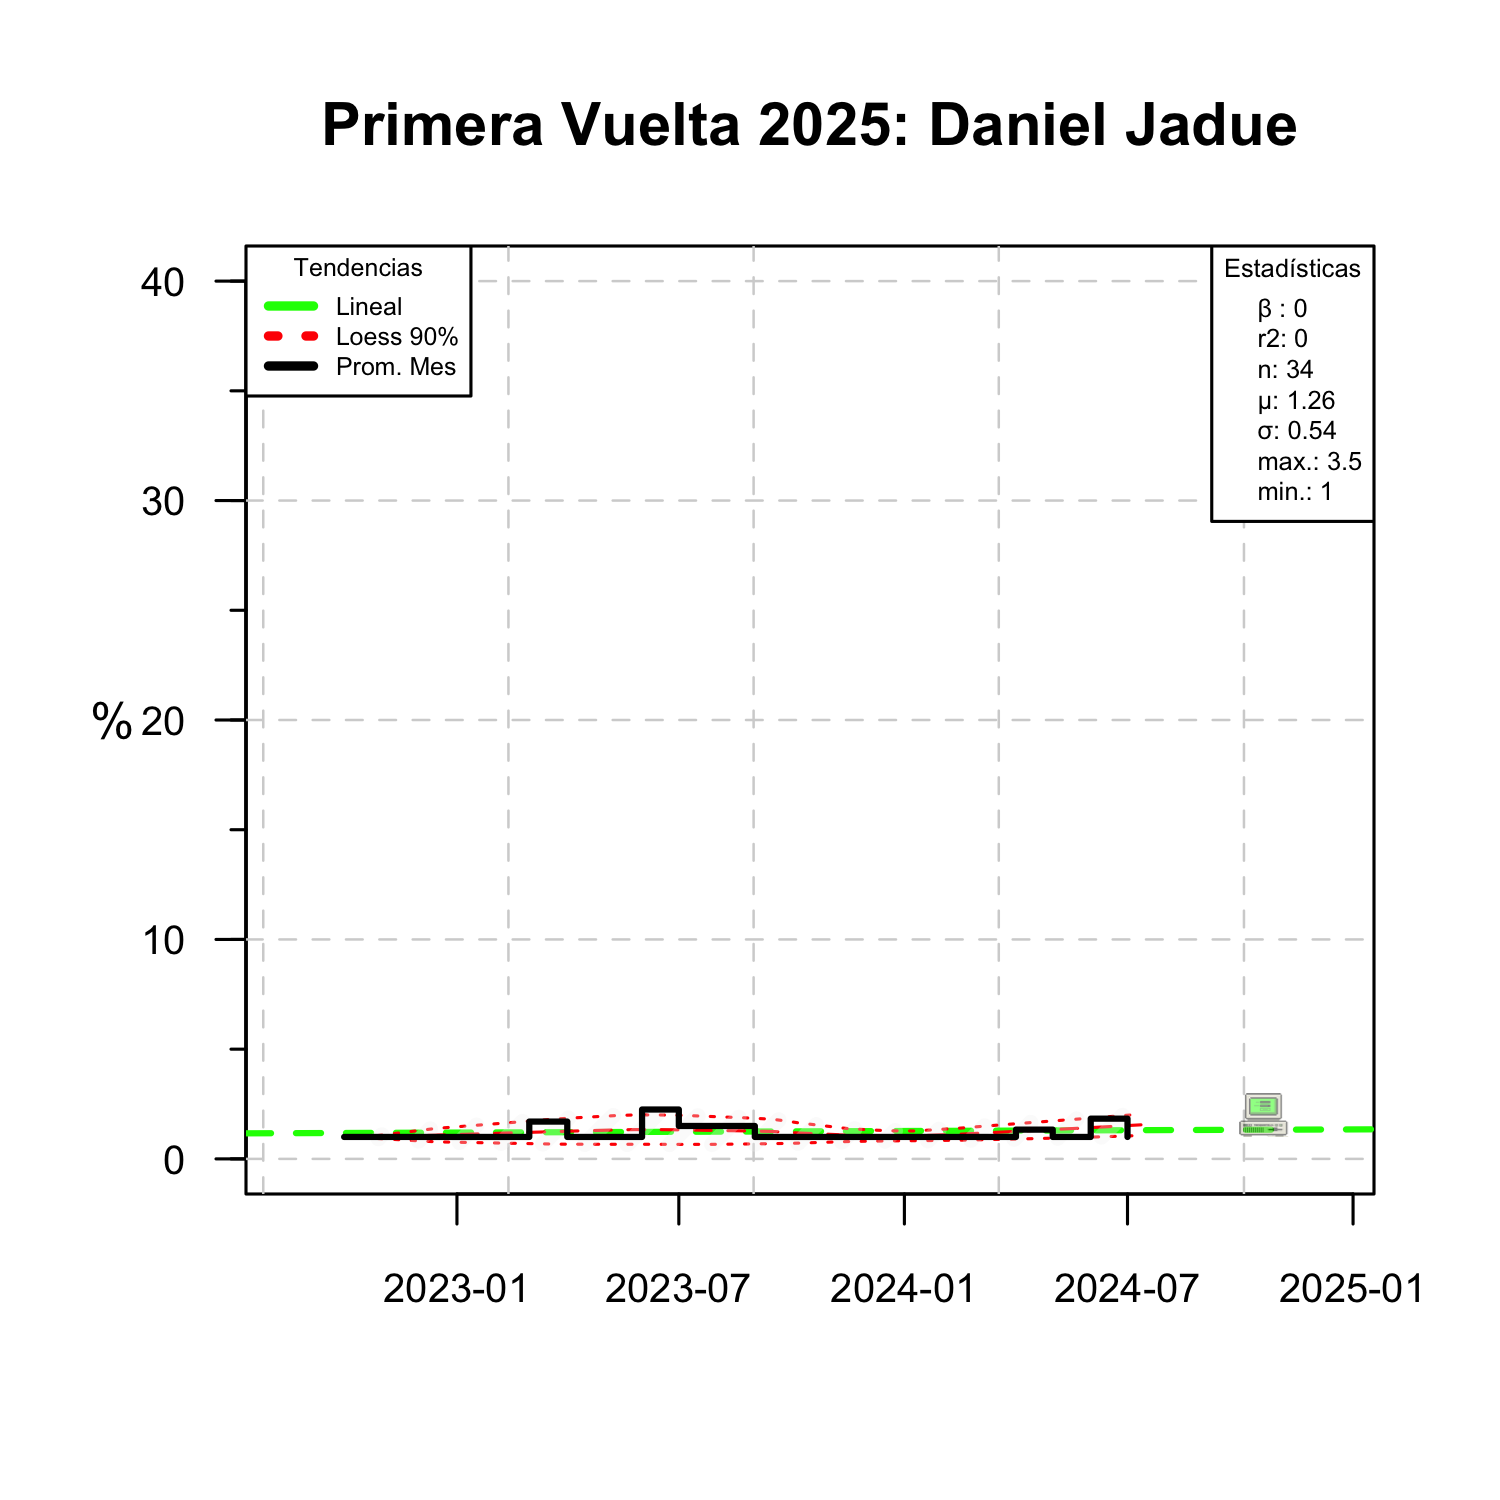 Primera Vuelta 2025: Daniel Jadue
Tendencias
Lineal
Loess 90%
Prom. Mes
Estadísticas
β : 0
r2: 0
n: 34
μ: 1.26
σ: 0.54
max.: 3.5
min.: 1
40
30
% 20
10
0
2023-01 2023-07 2024-01 2024-07 2025-01